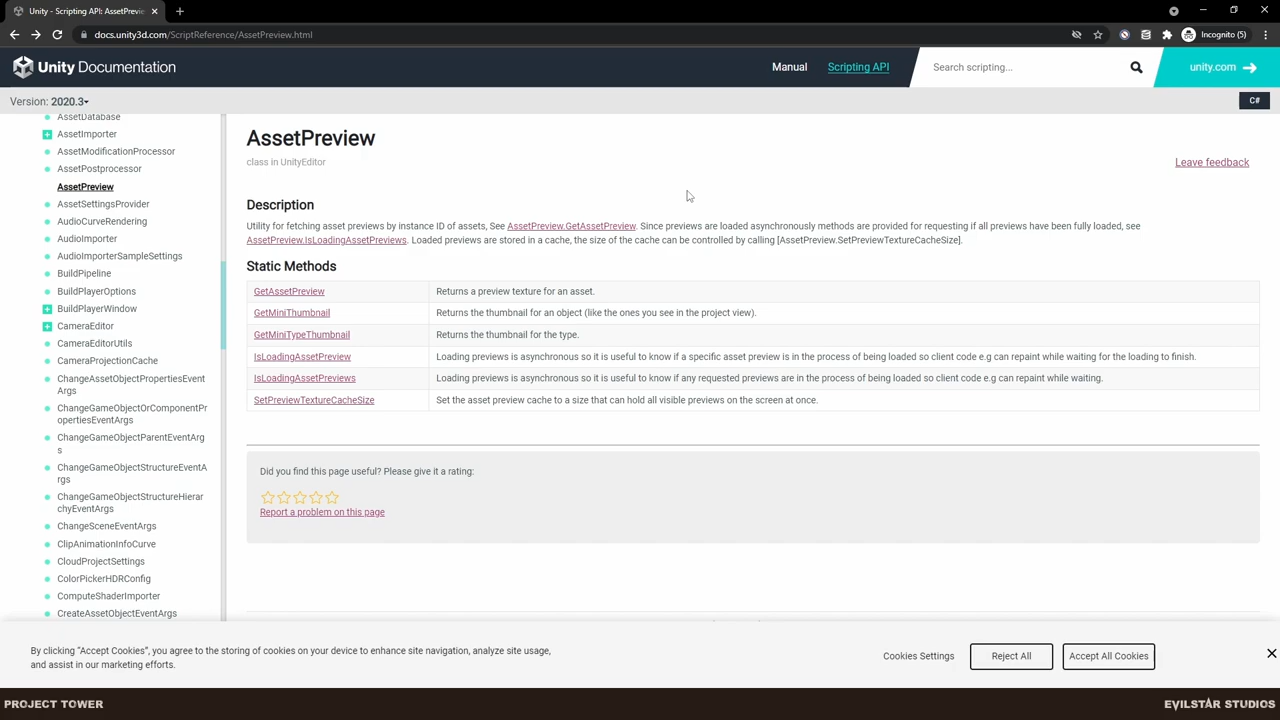 Unity - Scripting API: AssetPrevie
docs.unity3d.com/ScriptReference/AssetPreview.html
Incognito (5)
Unity Documentation
Manual
Scripting API
Search scripting...
unity.com
Version: 2020.3
C#
AssetDatabase
AssetImporter
AssetModificationProcessor
AssetPostprocessor
AssetPreview
AssetSettingsProvider
AudioCurveRendering
AudioImporter
AudioImporterSampleSettings
BuildPipeline
BuildPlayerOptions
BuildPlayerWindow
CameraEditor
CameraEditorUtils
CameraProjectionCache
ChangeAssetObjectPropertiesEvent
Args
ChangeGameObjectOrComponentPr
opertiesEventArgs
ChangeGameObjectParentEventArg
s
ChangeGameObjectStructureEventA
rgs
ChangeGameObjectStructureHierar
chyEventArgs
ChangeSceneEventArgs
ClipAnimationInfoCurve
CloudProjectSettings
ColorPickerHDRConfig
ComputeShaderImporter
CreateAssetObjectEventArgs
AssetPreview
class in UnityEditor
Leave feedback
Description
Utility for fetching asset previews by instance ID of assets, See AssetPreview.GetAssetPreview. Since previews are loaded asynchronously methods are provided for requesting if all previews have been fully loaded, see
AssetPreview.IsLoadingAssetPreviews. Loaded previews are stored in a cache, the size of the cache can be controlled by calling [AssetPreview.SetPreviewTextureCacheSize].
Static Methods
GetAssetPreview Returns a preview texture for an asset.
GetMiniThumbnail Returns the thumbnail for an object (like the ones you see in the project view).
GetMiniTypeThumbnail Returns the thumbnail for the type.
IsLoadingAssetPreview Loading previews is asynchronous so it is useful to know if a specific asset preview is in the process of being loaded so client code e.g can repaint while waiting for the loading to finish.
IsLoadingAssetPreviews Loading previews is asynchronous so it is useful to know if any requested previews are in the process of being loaded so client code e.g can repaint while waiting.
SetPreviewTextureCacheSize Set the asset preview cache to a size that can hold all visible previews on the screen at once.
Did you find this page useful? Please give it a rating:
Report a problem on this page
By clicking “Accept Cookies”, you agree to the storing of cookies on your device to enhance site navigation, analyze site usage,
and assist in our marketing efforts.
Cookies Settings
Reject All
Accept All Cookies
PROJECT TOWER
EVILSTAR STUDIOS